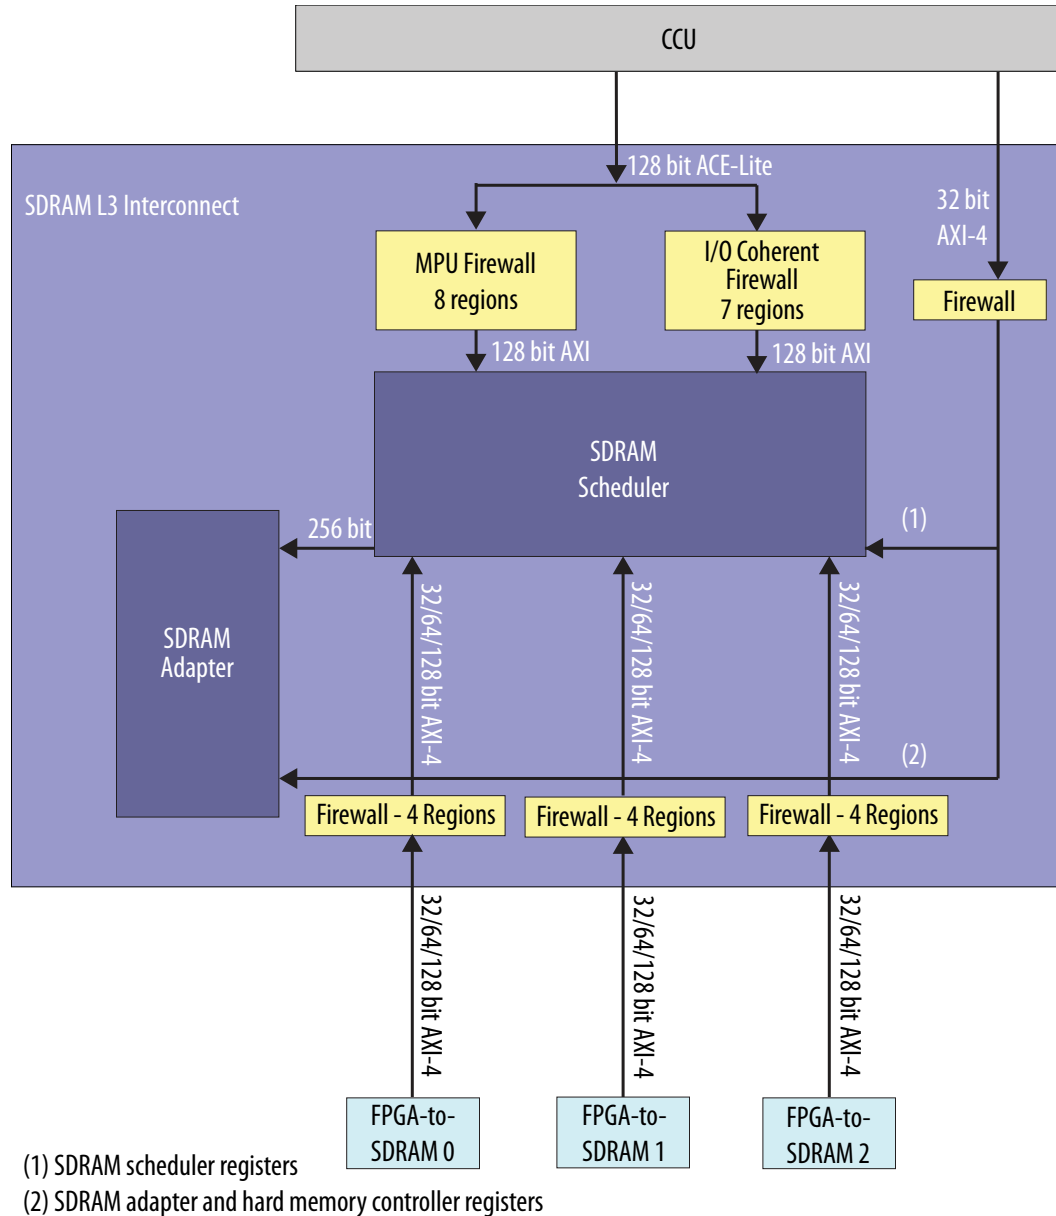 CCU
128 bit ACE-Lite
SDRAM L3 Interconnect
32 bit
AXI-4
MPU Firewall
8 regions
I/O Coherent
Firewall
7 regions
Firewall
128 bit AXI
128 bit AXI
SDRAM
Scheduler
256 bit
(1)
32/64/128 bit AXI-4
32/64/128 bit AXI-4
32/64/128 bit AXI-4
SDRAM
Adapter
(2)
Firewall - 4 Regions
Firewall - 4 Regions
Firewall - 4 Regions
32/64/128 bit AXI-4
32/64/128 bit AXI-4
32/64/128 bit AXI-4
FPGA-to-
SDRAM 0
FPGA-to-
SDRAM 1
FPGA-to-
SDRAM 2
(1) SDRAM scheduler registers
(2) SDRAM adapter and hard memory controller registers